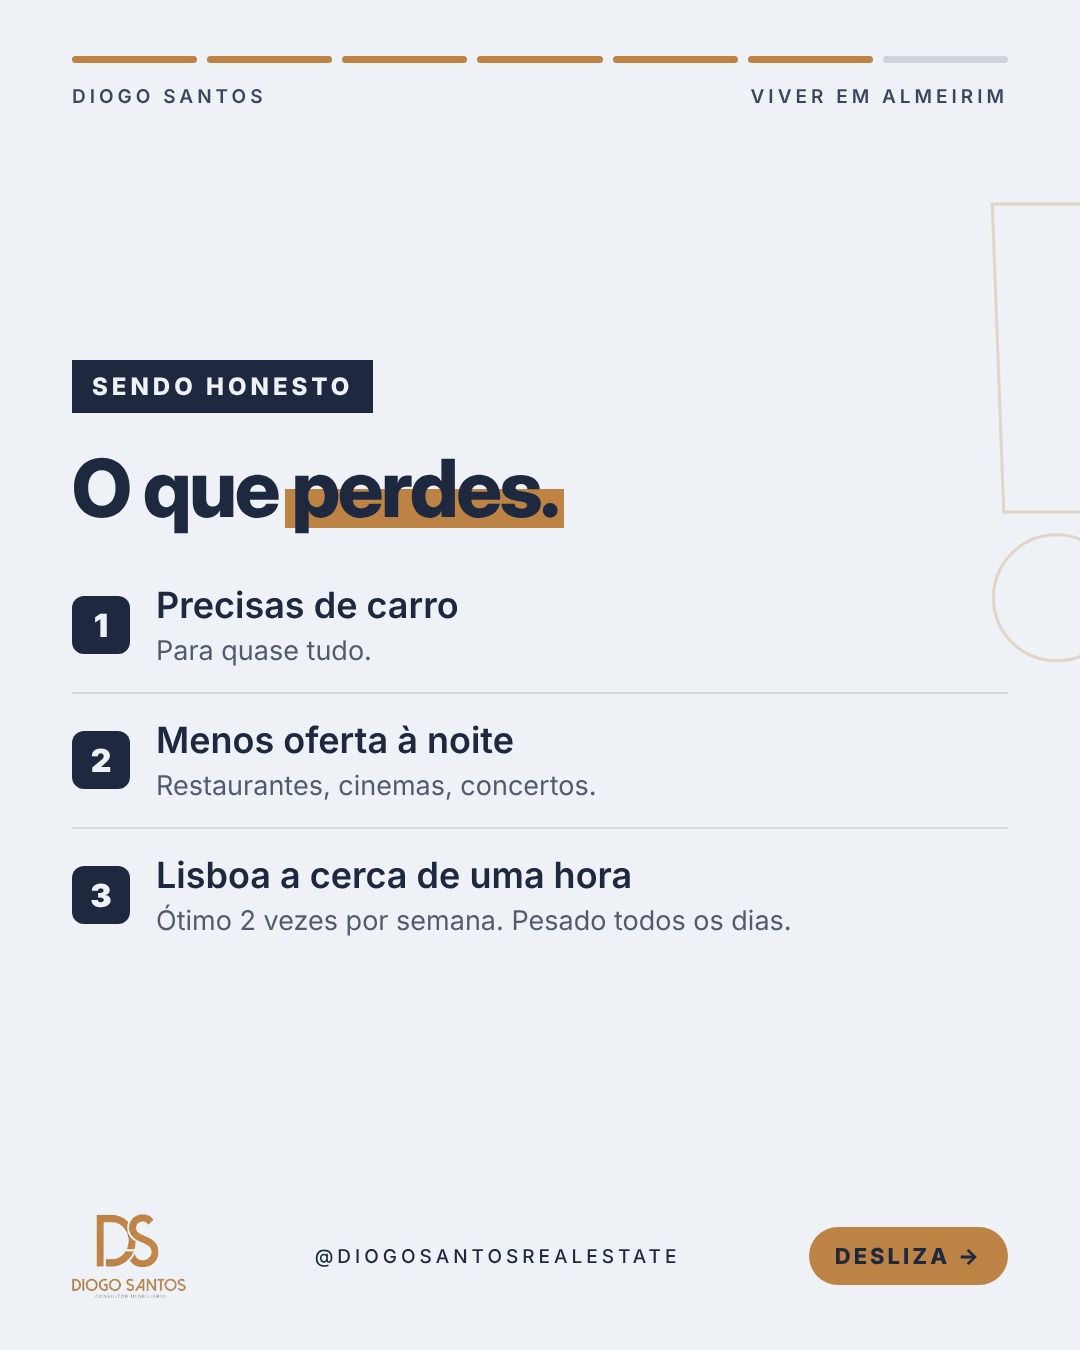 DIOGO SANTOS
VIVER EM ALMEIRIM
SENDO HONESTO
O que perdes.
1
Precisas de carro
Para quase tudo.
2
Menos oferta à noite
Restaurantes, cinemas, concertos.
3
Lisboa a cerca de uma hora
Ótimo 2 vezes por semana. Pesado todos os dias.
DS
DIOGO SANTOS
CONSULTOR IMOBILIÁRIO
@DIOGOSANTOSREALESTATE
DESLIZA →